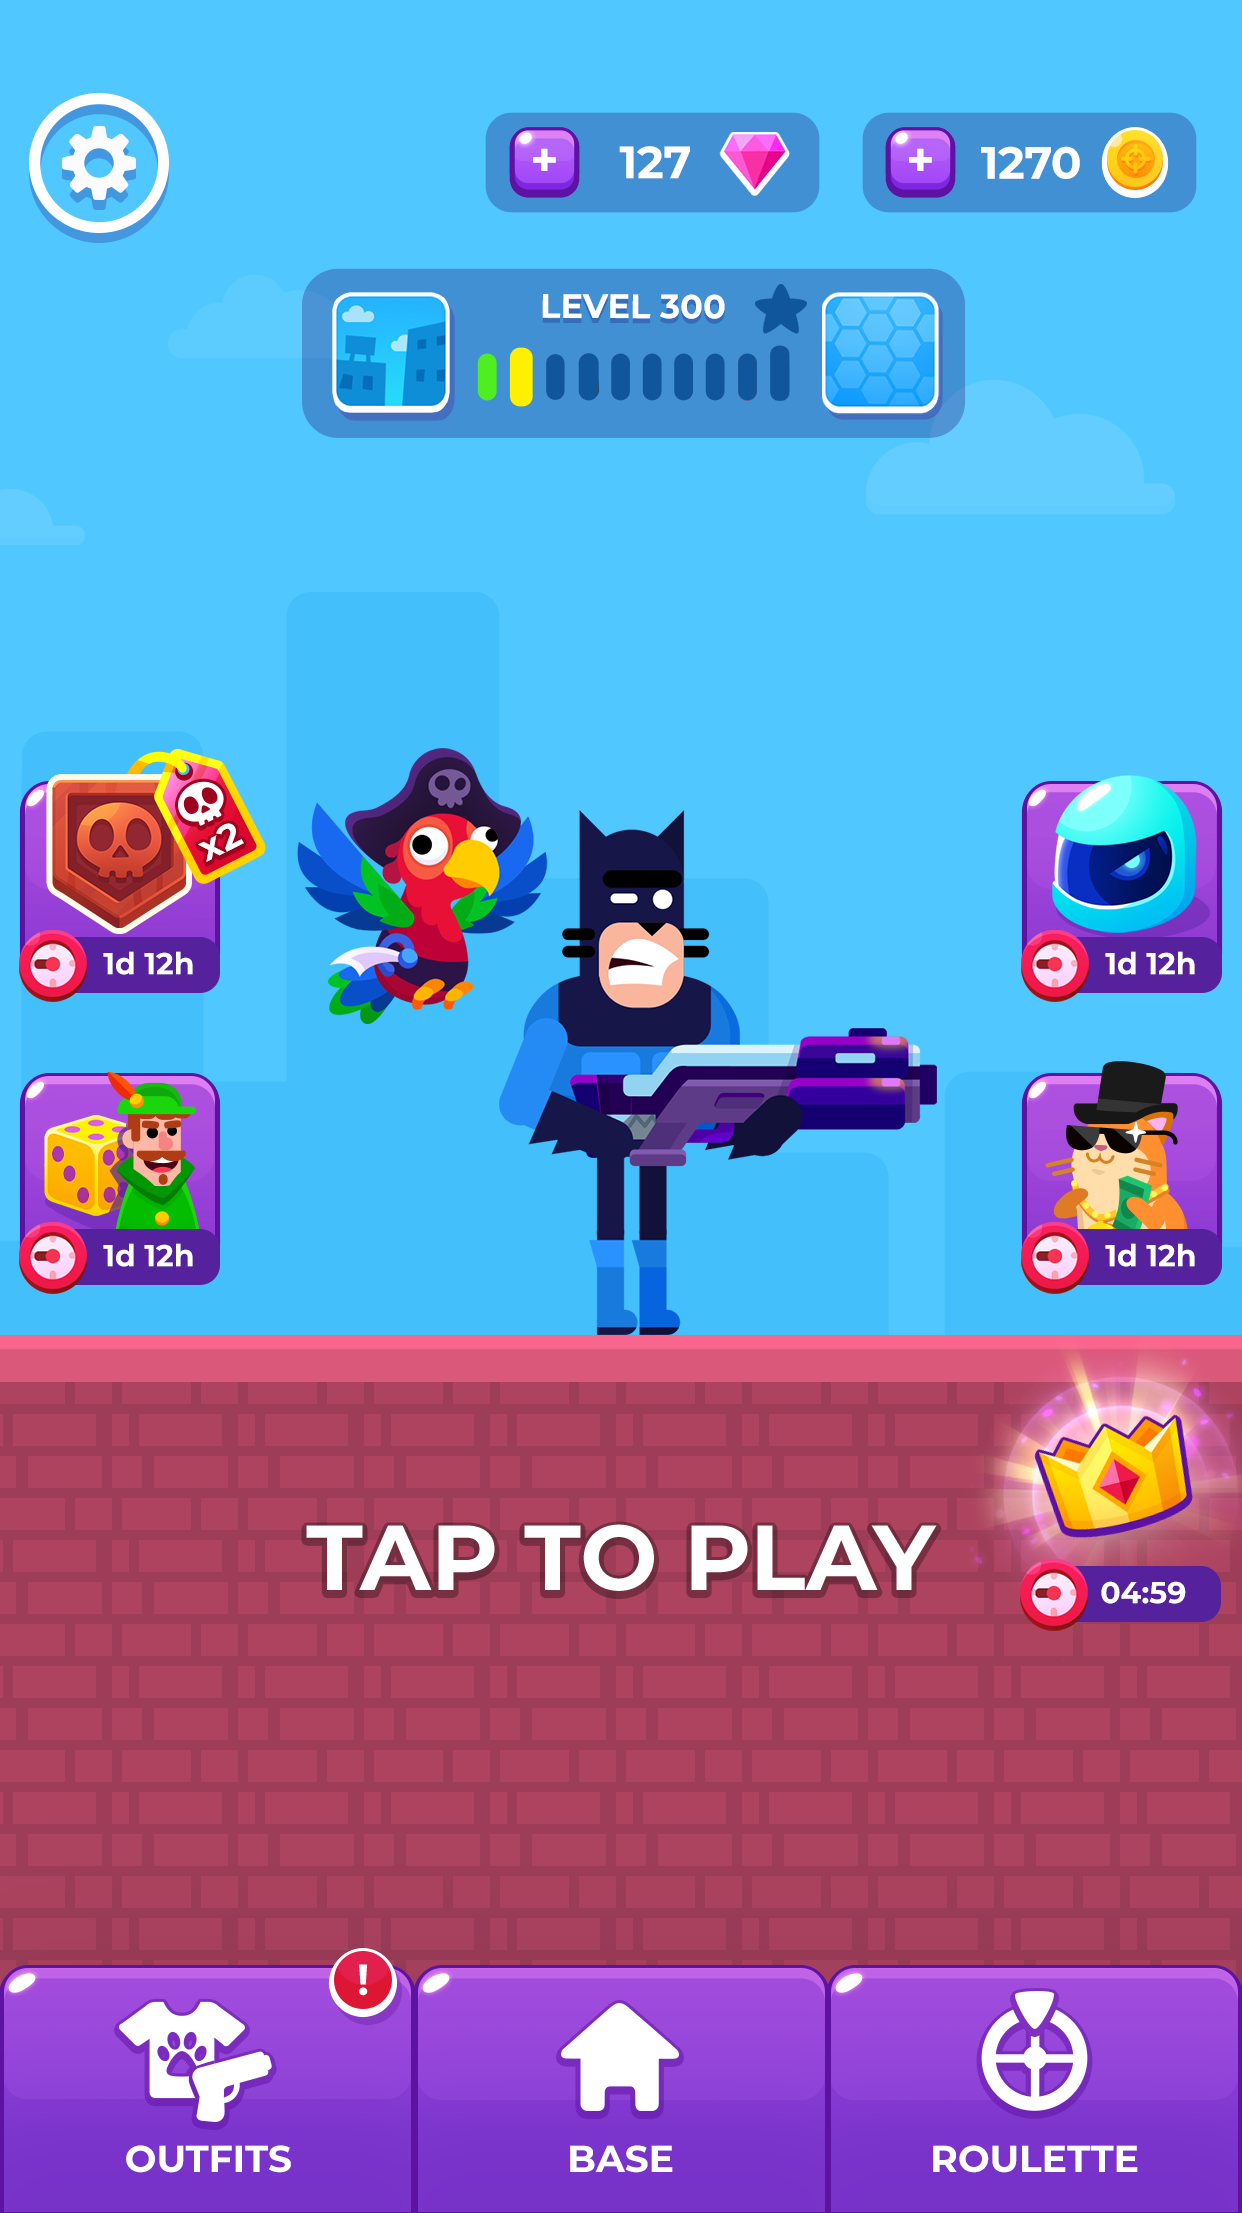 127
1270
LEVEL 300
x2
1d 12h
1d 12h
1d 12h
1d 12h
TAP TO PLAY
04:59
!
OUTFITS
BASE
ROULETTE